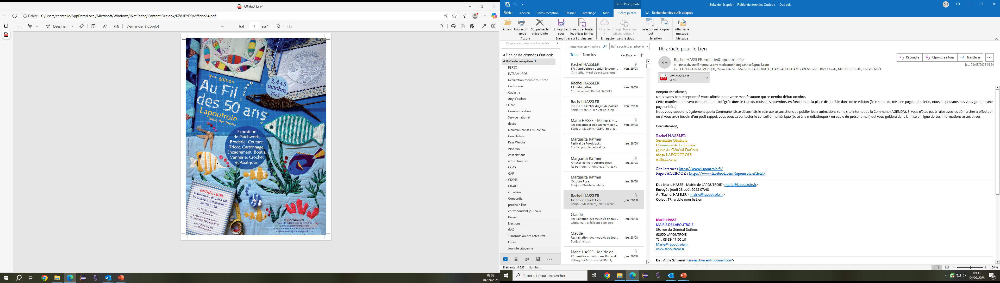 AfficheA4.pdf
Fichier
C:/Users/christelle/AppData/Local/Microsoft/Windows/INetCache/Content.Outlook/KZ81PYD9/AfficheA4.pdf
Dessiner
Demander à Copilot
1
sur 1
5ème édition
Au Fil
des 50 ans
à Lapoutroie
Salle des loisirs
3, 4 & 5
octobre
2025
Exposition
de Patchwork,
Broderie, Couture,
Tricot, Cartonnage,
Encadrement, Boutis,
Vannerie, Crochet
et Abat-jour.
ENTRÉE LIBRE
le vendredi 3 de 16h à 18h
les samedi 4 et dimanche 5
de 10h à 18h
Au Fil de la Béhine
et Vannerie
L'Association Sportive
et Culturelle de Lapoutroie
Les Petites Mains
du Bonhomme
RENSEIGNEMENTS :
Anne SCHVERER : 06 32 47 52 80
anneschverer@hotmail.com
Marie-Antoinette JOANNÈS : 06 76 56 54 71
marieantoinettejoannes@gmail.com
09:33
04/09/2025
Outils Pièce jointe
Boîte de réception - Fichier de données Outlook - Outlook
CM
Fichier
Accueil
Envoi/réception
Dossier
Affichage
Aide
Pièces jointes
Rechercher des outils adaptés
Ouvrir
Impression rapide
Supprimer la pièce jointe
Actions
Enregistrer sous
Enregistrer toutes les pièces jointes
Enregistrer sur l'ordinateur
Charger
Charger toutes les pièces jointes
Enregistrer dans le cloud
Sélectionner tout
Copier
Sélection
Afficher le message
Message
Déplacez vos dossiers Favoris ici
Fichier de données Outlook
Boîte de réception 1
PERSO
INTRAMUROS
Déclaration meublé tourisme
Certinomis
Cadastre
Jury d'assises
Fibre
Communication
Service national
décès
Nouveau conseil municipal
Conciliateur
Pays Welche
Archives
Associations
attestation bus
CCAS
CAF
CDG68
CIGAC
cimetière
Concordia
prochain lien
correspondant journaux
Divers
Elections
GAS
Transmission des actes Préf
Hisler
Journée citoyenne
Rechercher dans Boîte au
Boîte aux lettres actuelle
Tous
Non lus
Par Date
Rachel HASSLER
TR: Candidature spontanée pour ... ven. 29/08
Christelle, Merci de préparer une
Rachel HASSLER
TR: date battue ven. 29/08
Cordialement, Rachel HASSLER
Rachel HASSLER
RE: RE: RE: Atelier du jus de pomme ven. 29/08
Bonjour Estelle, Il n'est pas trop
Marie HASSE - Mairie de ...
RE: demande d'emplacement de t... ven. 29/08
Bonjour Madame ACKER, En pj les
Margarita Raffner
Festival de Foodtrucks jeu. 28/08
Et voici pour le festival de
Margarita Raffner
Affiches et flyers Octobre Rose jeu. 28/08
Re bonjour, ci-joint les affiches et
Margarita Raffner
Octobre Rose jeu. 28/08
Bonjour Christelle, Marie,
Rachel HASSLER
TR: article pour le Lien jeu. 28/08
Bonjour Mesdames, Nous avons
Claude
Re: limitation des meublés de tou... jeu. 28/08
Oups, mais précédent parti trop
Claude
Re: limitation des meublés de tou... jeu. 28/08
Bonjour à tous
Marie HASSE - Mairie de ...
RE: arrêté circulation rue Bohle et... jeu. 28/08
Rebonjour Monsieur SCHMITT,
TR: article pour le Lien
RH
Rachel HASSLER <mairie@lapoutroie.fr>
À anneschverer@hotmail.com; marieantoinettejoannes@gmail.com
Cc CONSEILLER NUMERIQUE; 'Marie HASSE - Mairie de LAPOUTROIE'; HAMRAOUI PHAM-VAN Mireille; ERNY Claude; MICLO Christelle; Christel NOËL
Répondre
Répondre à tous
Transférer
jeu. 28/08/2025 14:24
AfficheA4.pdf
4 MB
Bonjour Mesdames,
Nous avons ben réceptionné votre affiche pour votre manifestation qui se tiendra début octobre.
Cette manifestation sera bien entendue intégrée dans le Lien du mois de septembre, en fonction de la place disponible dans cette édition (à ce stade de mise en page du bulletin, nous ne pouvons pas vous garantir une
page entière).
Nous vous rappelons également que la Commune laisse désormais le soin aux associations de publier leurs animations sur le site internet de la Commune (AGENDA). Si vous n'êtes pas à l'aise avec les démarches à effectuer
ou si vous avez besoin d'un petit rappel, vous pouvez contacter le conseiller numérique (basé à la médiathèque / en copie du présent mail) qui vous guidera dans la mise en ligne de vos informations associatives.
Cordialement,
Rachel HASSLER
Secrétaire Générale
Commune de Lapoutroie
39 rue du Général Dufieux
68650 LAPOUTROIE
03.89.47.50.10
Site internet : https://www.lapoutroie.fr/
Page FACEBOOK : https://www.facebook.com/lapoutroie.officiel/
De : Marie HASSE - Mairie de LAPOUTROIE <marie@lapoutroie.fr>
Envoyé : jeudi 28 août 2025 07:48
À : 'Rachel HASSLER' <mairie@lapoutroie.fr>
Objet : TR: article pour le Lien
Marie HASSE
MAIRIE DE LAPOUTROIE
39, rue du Général Dufieux
68650 LAPOUTROIE
Tél : 03 89 47 50 10
Marie@lapoutroie.fr
www.lapoutroie.fr
De : Anne Schverer <anneschverer@hotmail.com>
Éléments : 4 832
Non lu : 1
100 %
Taper ici pour rechercher
09:33
04/09/2025
12